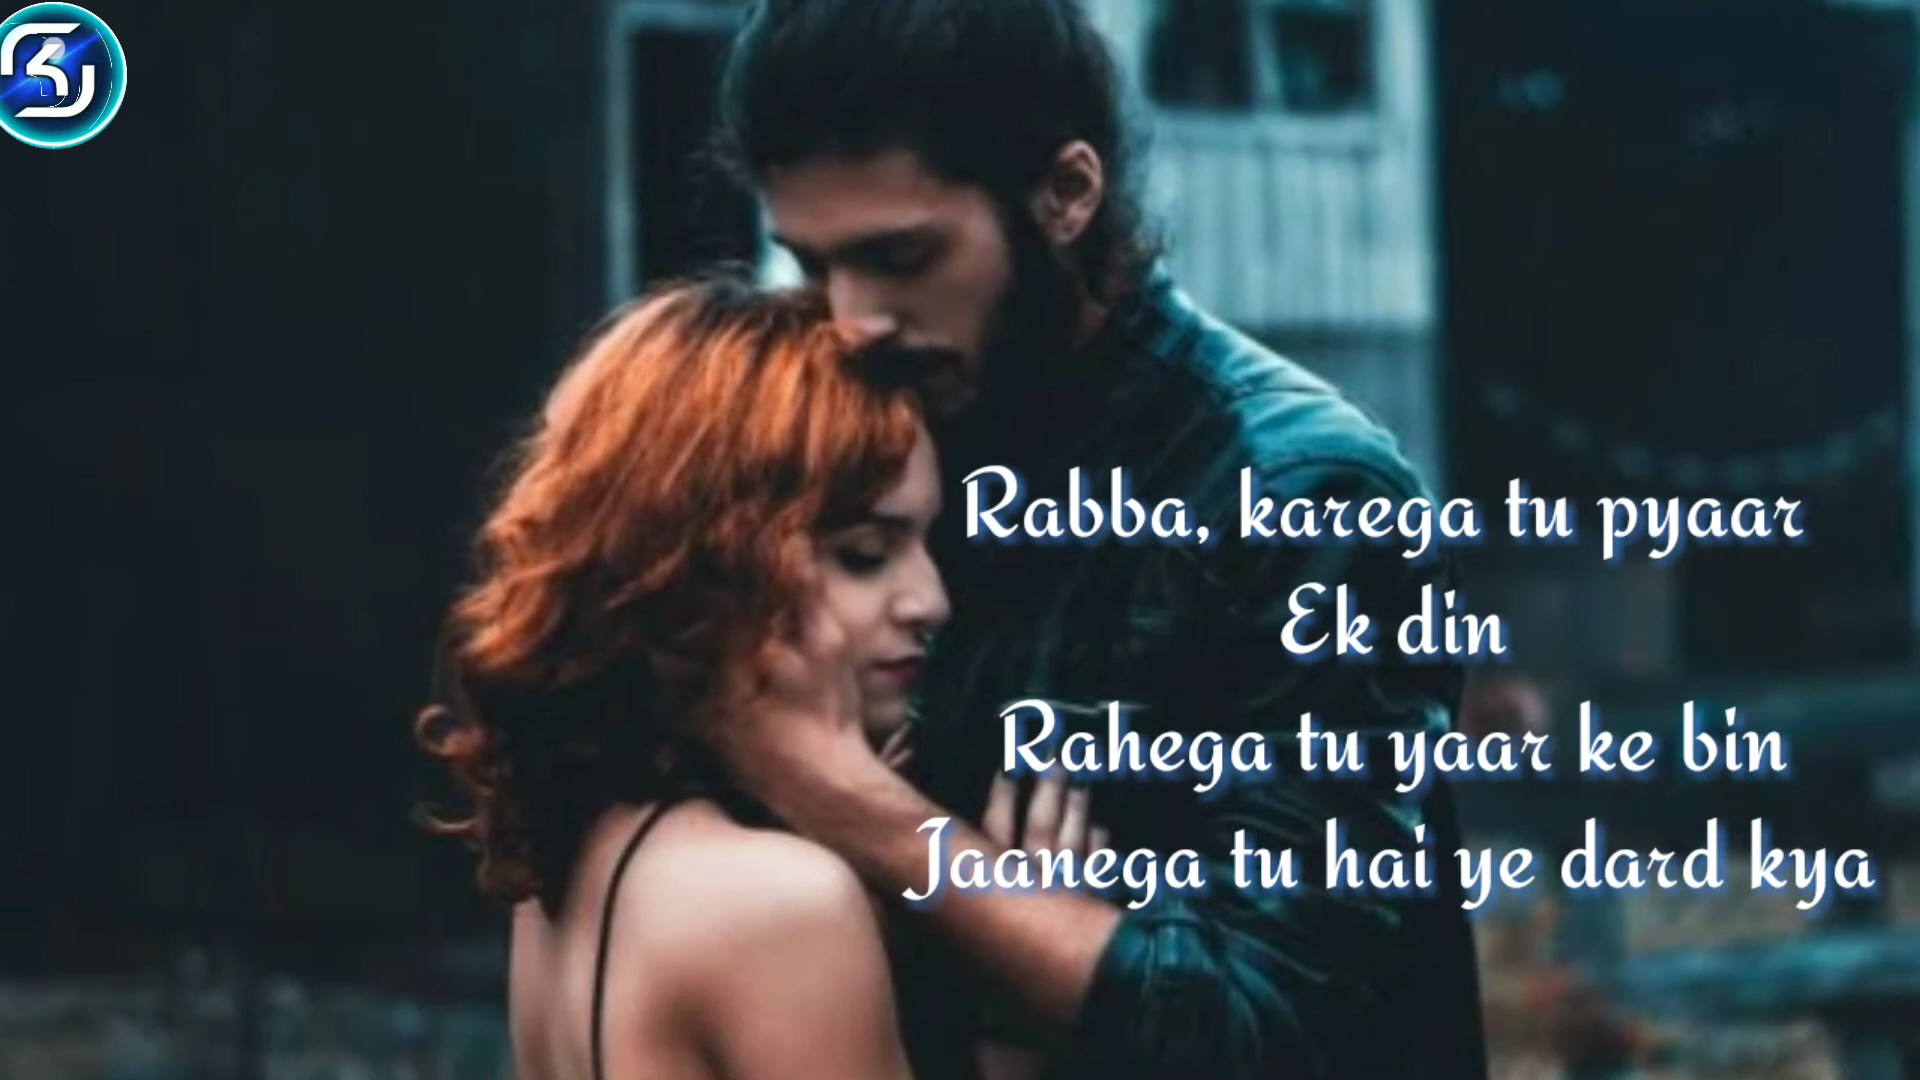 Rabba, karega tu pyaar
Ek din
Rahega tu yaar ke bin
Jaanega tu hai ye dard kya